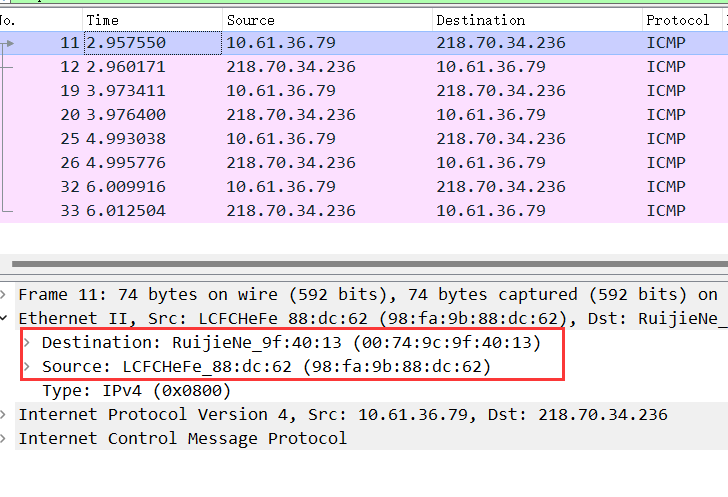 No. Time Source Destination Protocol
11 2.957550 10.61.36.79 218.70.34.236 ICMP
12 2.960171 218.70.34.236 10.61.36.79 ICMP
19 3.973411 10.61.36.79 218.70.34.236 ICMP
20 3.976400 218.70.34.236 10.61.36.79 ICMP
25 4.993038 10.61.36.79 218.70.34.236 ICMP
26 4.995776 218.70.34.236 10.61.36.79 ICMP
32 6.009916 10.61.36.79 218.70.34.236 ICMP
33 6.012504 218.70.34.236 10.61.36.79 ICMP
Frame 11: 74 bytes on wire (592 bits), 74 bytes captured (592 bits) on
Ethernet II, Src: LCFCHeFe_88:dc:62 (98:fa:9b:88:dc:62), Dst: RuijieNe_
Destination: RuijieNe_9f:40:13 (00:74:9c:9f:40:13)
Source: LCFCHeFe_88:dc:62 (98:fa:9b:88:dc:62)
Type: IPv4 (0x0800)
Internet Protocol Version 4, Src: 10.61.36.79, Dst: 218.70.34.236
Internet Control Message Protocol